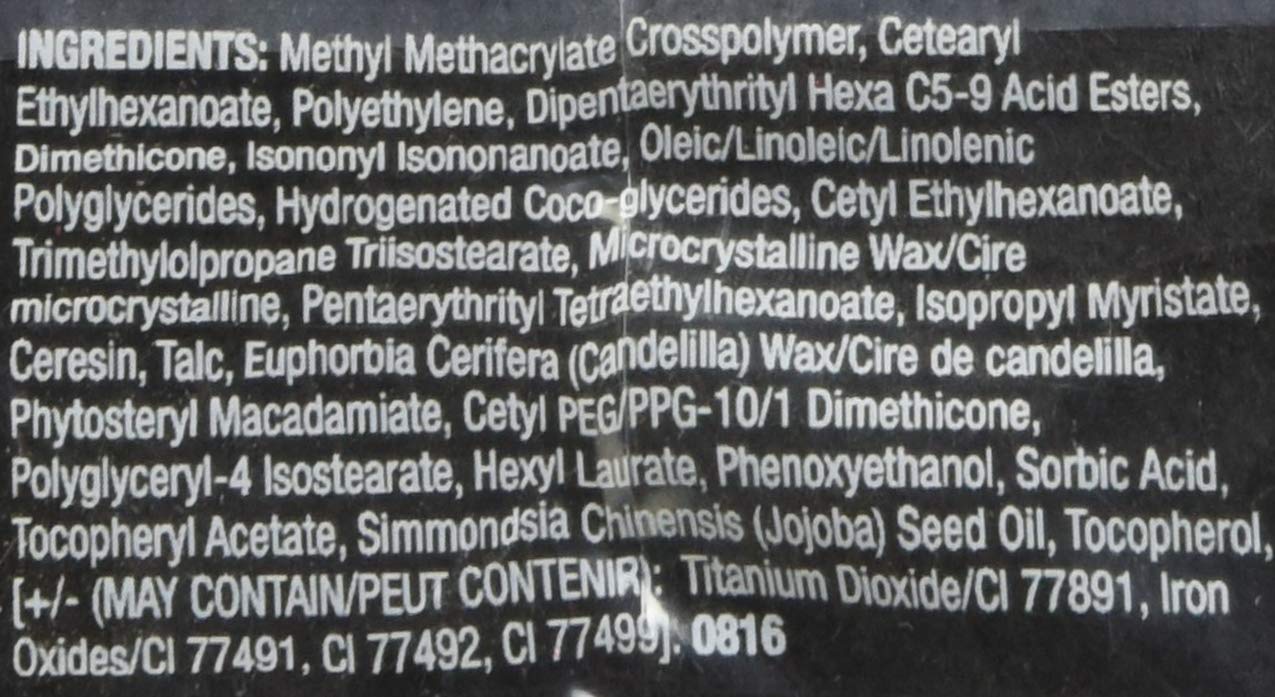 INGREDIENTS: Methyl Methacrylate Crosspolymer, Cetearyl
Ethylhexanoate, Polyethylene, Dipentaerythrityl Hexa C5-9 Acid Esters,
Dimethicone, Isononyl Isononanoate, Oleic/Linoleic/Linolenic
Polyglycerides, Hydrogenated Coco-glycerides, Cetyl Ethylhexanoate,
Trimethylolpropane Triisostearate, Microcrystalline Wax/Cire
microcrystalline, Pentaerythrityl Tetraethylhexanoate, Isopropyl Myristate,
Ceresin, Talc, Euphorbia Cerifera (Candelilla) Wax/Cire de candelilla,
Phytosteryl Macadamiate, Cetyl PEG/PPG-10/1 Dimethicone,
Polyglyceryl-4 Isostearate, Hexyl Laurate, Phenoxyethanol, Sorbic Acid,
Tocopheryl Acetate, Simmondsia Chinensis (Jojoba) Seed Oil, Tocopherol,
[+/- (MAY CONTAIN/PEUT CONTENIR): Titanium Dioxide/CI 77891, Iron
Oxides/CI 77491, CI 77492, CI 77499]. 0816